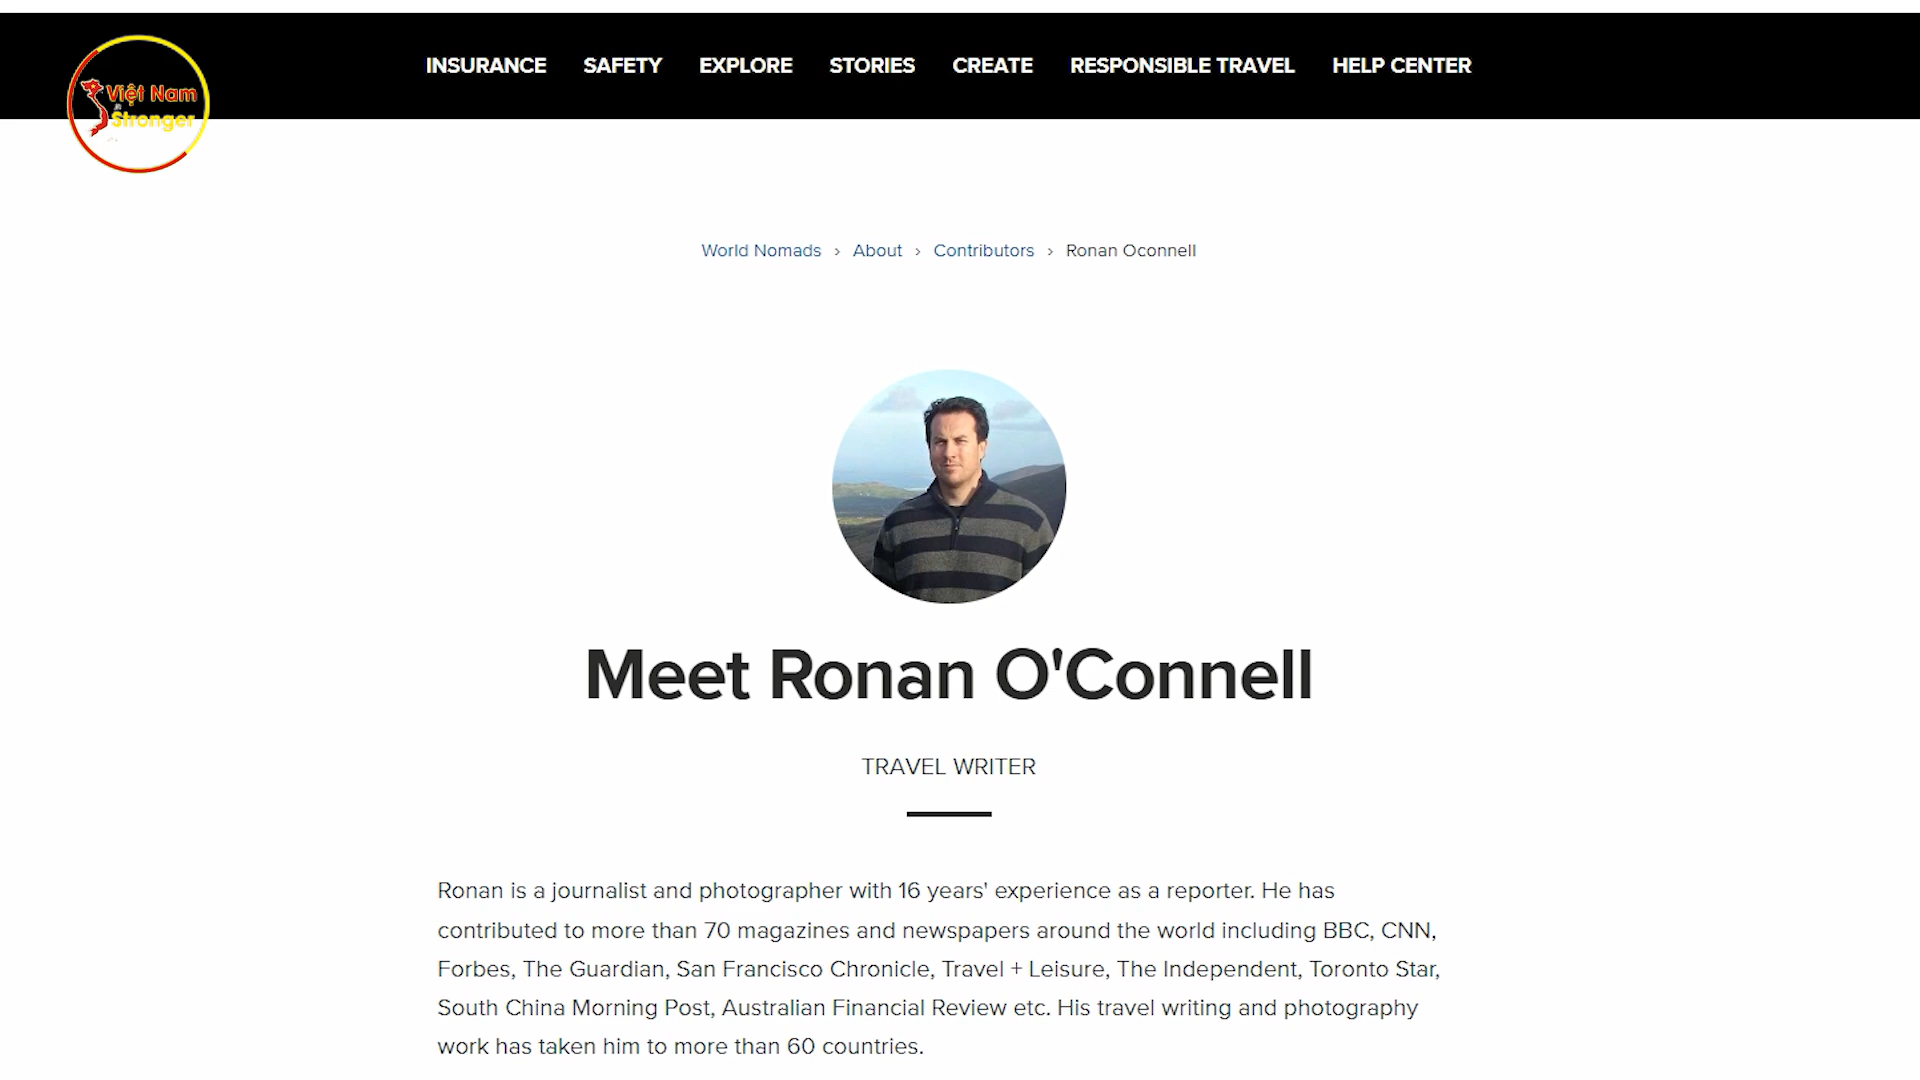 INSURANCE SAFETY EXPLORE STORIES CREATE RESPONSIBLE TRAVEL HELP CENTER
Việt Nam
Stronger
World Nomads › About › Contributors › Ronan Oconnell
Meet Ronan O'Connell
TRAVEL WRITER
Ronan is a journalist and photographer with 16 years' experience as a reporter. He has
contributed to more than 70 magazines and newspapers around the world including BBC, CNN,
Forbes, The Guardian, San Francisco Chronicle, Travel + Leisure, The Independent, Toronto Star,
South China Morning Post, Australian Financial Review etc. His travel writing and photography
work has taken him to more than 60 countries.